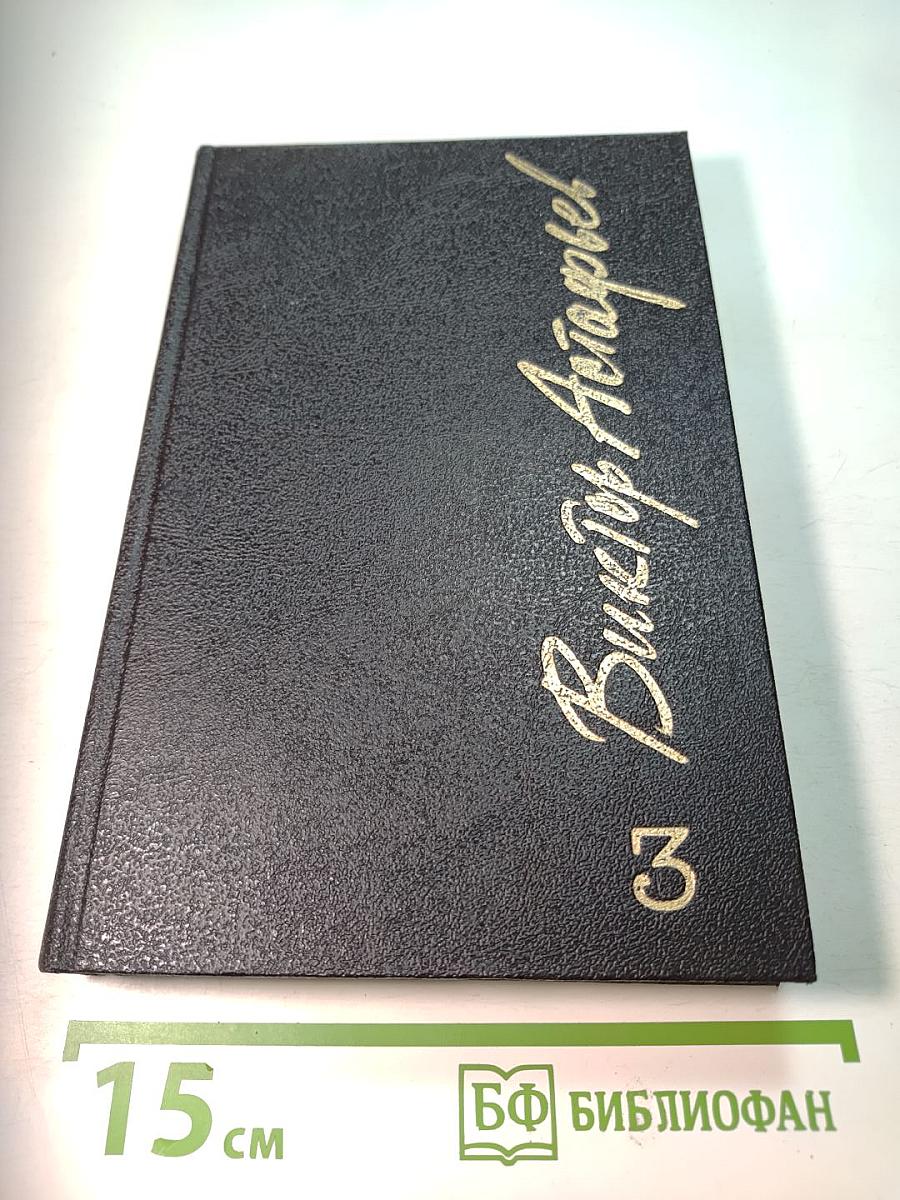 Виктор Астафьев
3
15 см
БФ БИБЛИОФАН